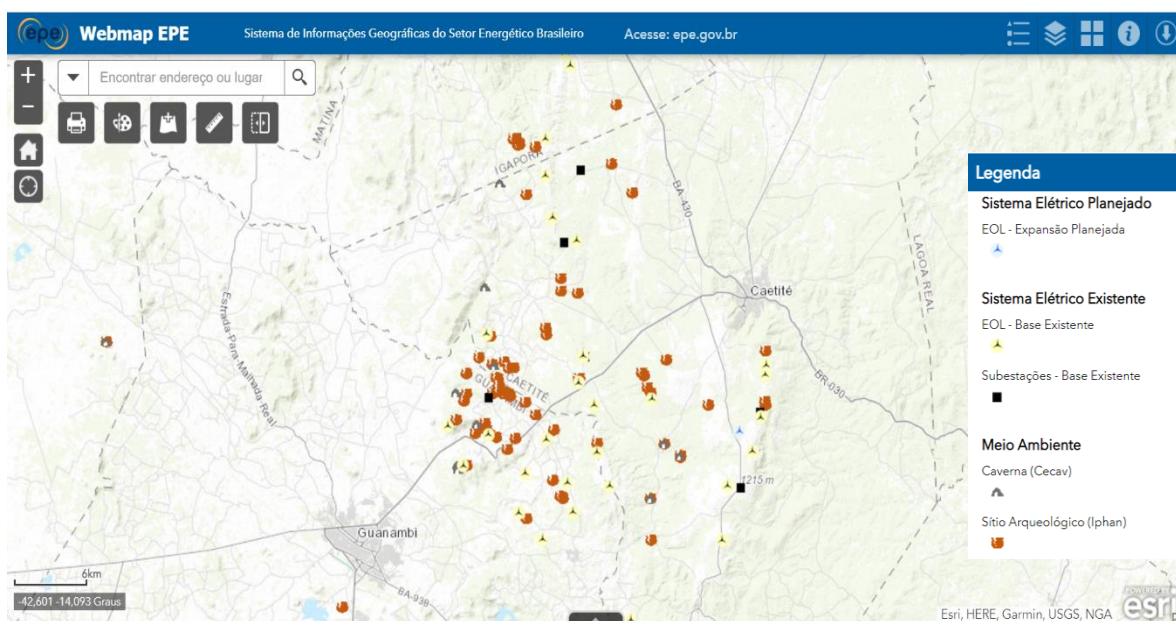 epe Webmap EPE
Sistema de Informações Geográficas do Setor Energético Brasileiro
Acesse: epe.gov.br
Encontrar endereço ou lugar
MATINA
IGAPORÃ
BA-430
LAGOA REAL
Caetité
Estrada Para Malhada Real
CAETITÉ
GUANAMBI
BR-030
1215 m
Guanambi
BA-938
6km
-42,601 -14,093 Graus
Legenda
Sistema Elétrico Planejado
EOL - Expansão Planejada
Sistema Elétrico Existente
EOL - Base Existente
Subestações - Base Existente
Meio Ambiente
Caverna (Cecav)
Sítio Arqueológico (Iphan)
Esri, HERE, Garmin, USGS, NGA
POWERED BY
esri